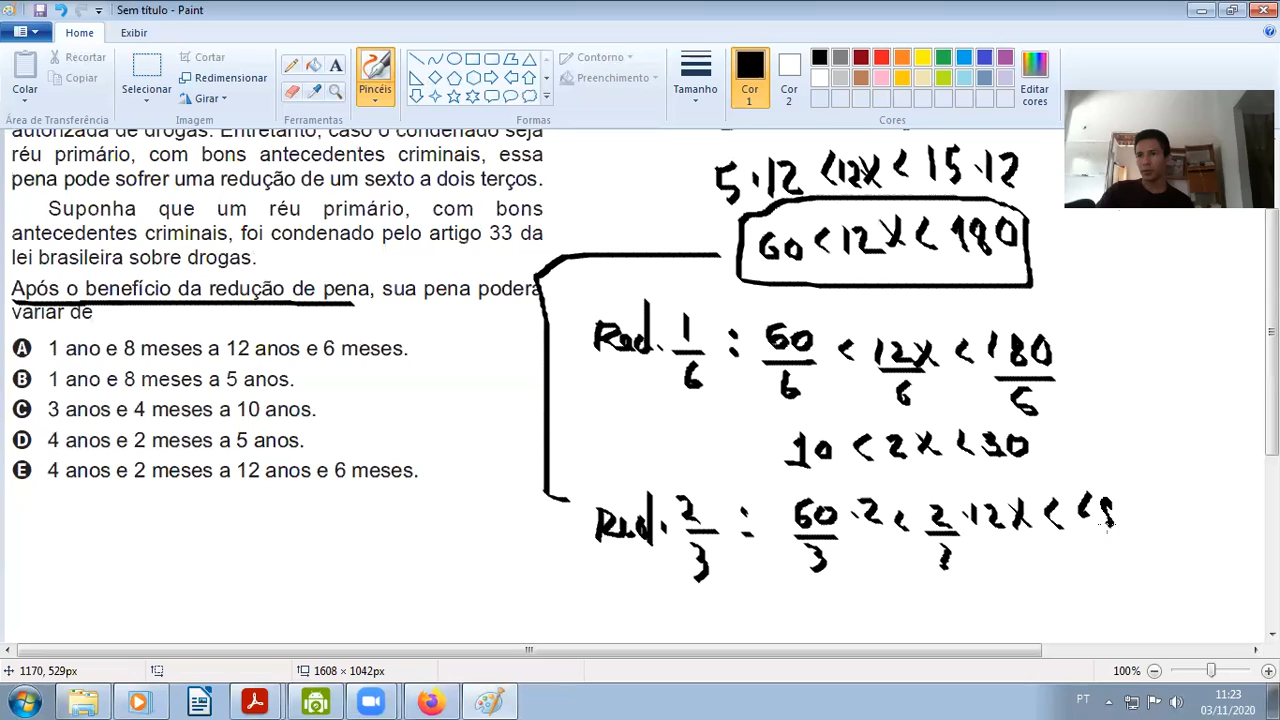 Sem título - Paint
Home Exibir
Colar
Recortar
Copiar
Área de Transferência
Selecionar
Cortar
Redimensionar
Girar
Imagem
A
Ferramentas
Pincéis
Contorno
Preenchimento
Formas
Tamanho
Cor 1
Cor 2
Editar cores
Cores
autorizada de drogas. Entretanto, caso o condenado seja
réu primário, com bons antecedentes criminais, essa
pena pode sofrer uma redução de um sexto a dois terços.
Suponha que um réu primário, com bons
antecedentes criminais, foi condenado pelo artigo 33 da
lei brasileira sobre drogas.
Após o benefício da redução de pena, sua pena poderá
variar de
A 1 ano e 8 meses a 12 anos e 6 meses.
B 1 ano e 8 meses a 5 anos.
C 3 anos e 4 meses a 10 anos.
D 4 anos e 2 meses a 5 anos.
E 4 anos e 2 meses a 12 anos e 6 meses.
5.12 < 12x < 15.12
60 < 12x < 180
Red. 1/6 : 60/6 < 12x/6 < 180/6
10 < 2x < 30
Red. 2/3 : 60/3 . 2 < 2/3 . 12x <
1170, 529px
1608 × 1042px
100%
PT
11:23
03/11/2020